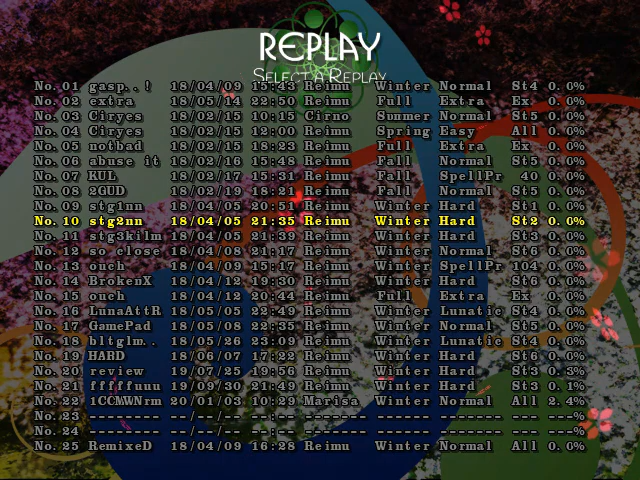 REPLAY
SELECT A REPLAY
No. 01 gasp..! 18/04/09 15:43 Reimu Winter Normal St4 0.0%
No. 02 extra 18/05/14 22:50 Reimu Full Extra Ex 0.0%
No. 03 Ciryes 18/02/15 10:15 Cirno Summer Normal St5 0.0%
No. 04 Ciryes 18/02/15 12:00 Reimu Spring Easy All 0.0%
No. 05 notbad 18/02/15 18:23 Reimu Full Extra Ex 0.0%
No. 06 abuse it 18/02/16 15:48 Reimu Fall Normal St5 0.0%
No. 07 KUL 18/02/17 15:31 Reimu Fall SpellPr 40 0.0%
No. 08 2GUD 18/02/19 18:21 Reimu Fall Normal St5 0.0%
No. 09 stg1nn 18/04/05 20:51 Reimu Winter Hard St1 0.0%
No. 10 stg2nn 18/04/05 21:35 Reimu Winter Hard St2 0.0%
No. 11 stg3kilm 18/04/05 21:39 Reimu Winter Hard St3 0.0%
No. 12 so close 18/04/08 21:17 Reimu Winter Normal St6 0.0%
No. 13 ouch 18/04/09 15:17 Reimu Winter SpellPr 104 0.0%
No. 14 BrokenX 18/04/12 19:30 Reimu Winter Hard St6 0.0%
No. 15 ouch 18/04/12 20:44 Reimu Full Extra Ex 0.0%
No. 16 LunaAttR 18/05/05 22:49 Reimu Winter Lunatic St4 0.0%
No. 17 GamePad 18/05/08 22:35 Reimu Winter Normal St5 0.0%
No. 18 bltglm.. 18/05/26 23:09 Reimu Winter Lunatic St4 0.0%
No. 19 HARD 18/06/07 17:22 Reimu Winter Hard St6 0.0%
No. 20 review 19/07/25 19:56 Reimu Winter Hard St3 0.3%
No. 21 fffffuuu 19/09/30 21:49 Reimu Winter Hard St3 0.1%
No. 22 1CCMWNrm 20/01/03 10:29 Marisa Winter Normal All 2.4%
No. 23 -------- --/--/-- --:-- ------- ------ ------- --- ---%
No. 24 -------- --/--/-- --:-- ------- ------ ------- --- ---%
No. 25 RemixeD 18/04/09 16:28 Reimu Winter Normal All 0.0%